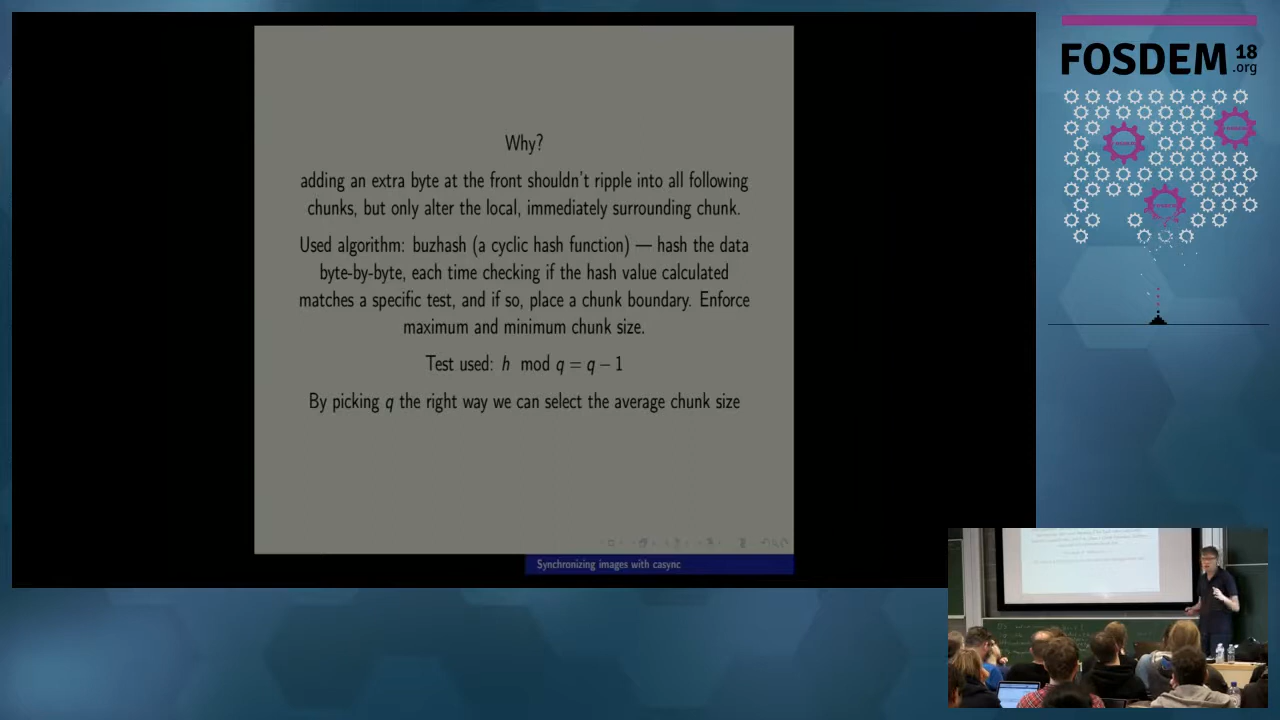 Why?
adding an extra byte at the front shouldn't ripple into all following
chunks, but only alter the local, immediately surrounding chunk.
Used algorithm: buzhash (a cyclic hash function) — hash the data
byte-by-byte, each time checking if the hash value calculated
matches a specific test, and if so, place a chunk boundary. Enforce
maximum and minimum chunk size.
Test used: h mod q = q − 1
By picking q the right way we can select the average chunk size
Synchronizing images with casync
FOSDEM 18
.org